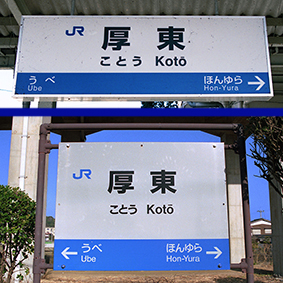 JR
厚東
ことう Kotō
うべ ほんゆら →
Ube Hon-Yura
JR
厚東
ことう Kotō
← うべ ほんゆら →
Ube Hon-Yura